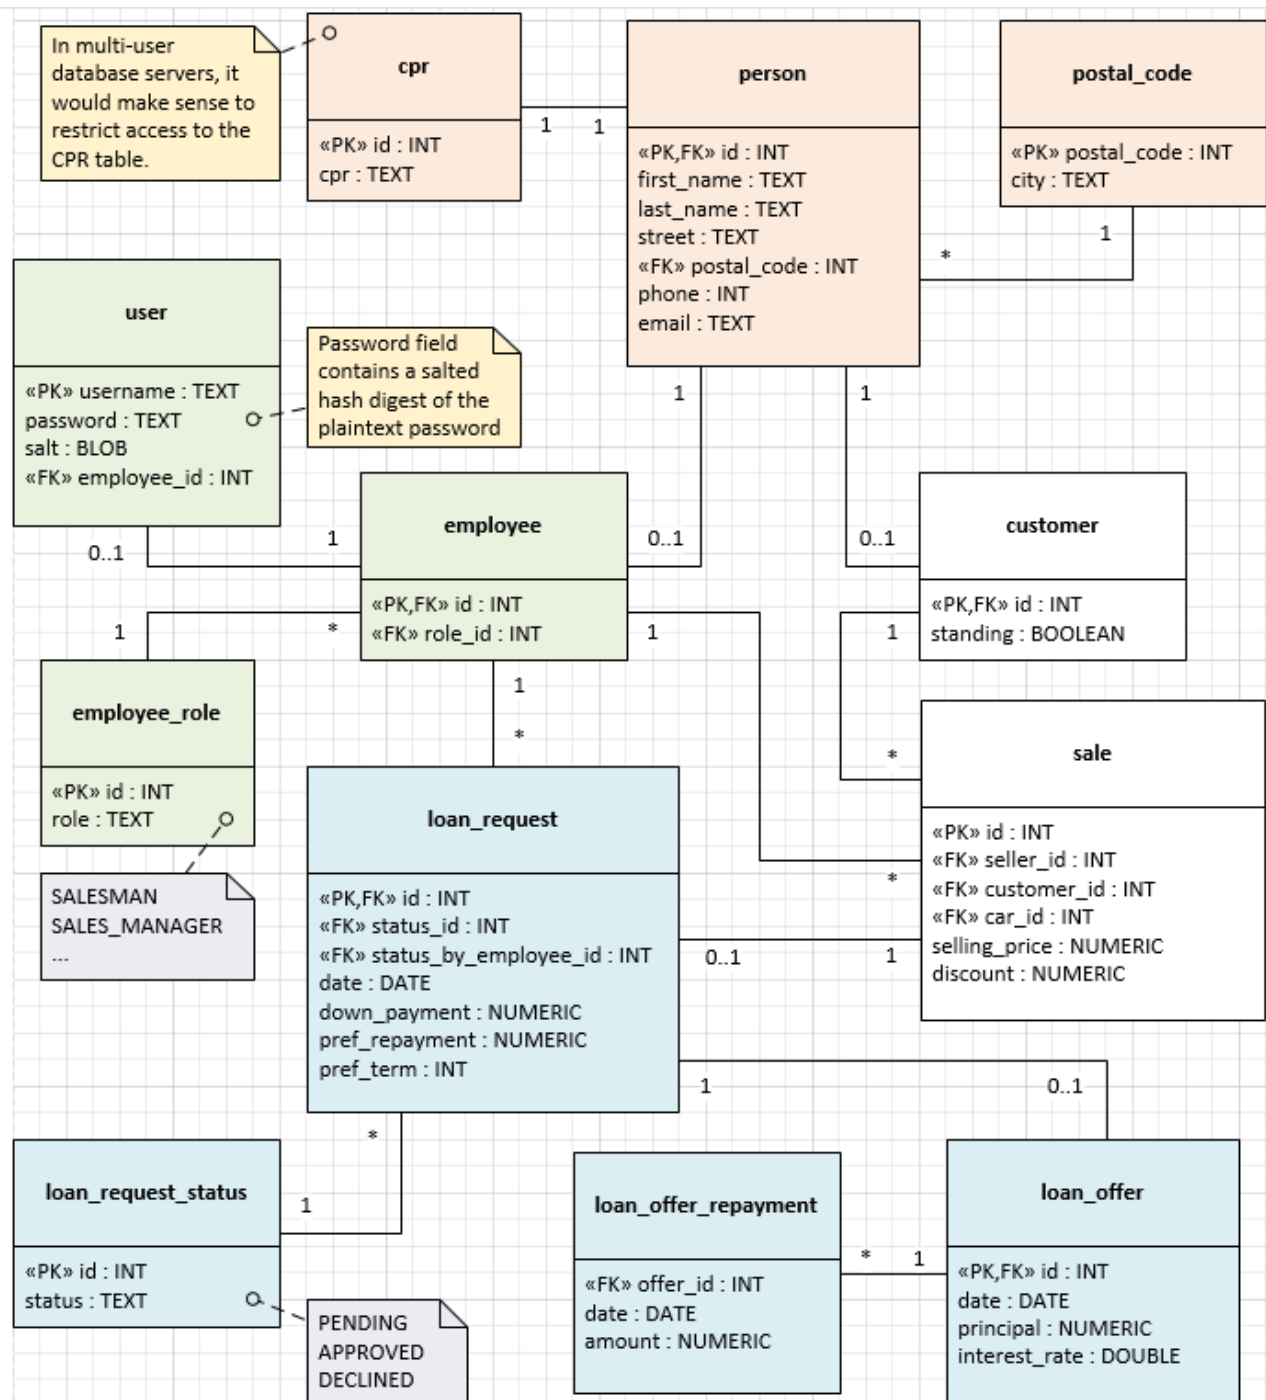 In multi-user
database servers, it
would make sense to
restrict access to the
CPR table.
cpr
«PK» id : INT
cpr : TEXT
1
1
person
«PK,FK» id : INT
first_name : TEXT
last_name : TEXT
street : TEXT
«FK» postal_code : INT
phone : INT
email : TEXT
postal_code
«PK» postal_code : INT
city : TEXT
1
*
user
«PK» username : TEXT
password : TEXT
salt : BLOB
«FK» employee_id : INT
Password field
contains a salted
hash digest of the
plaintext password
1
1
0..1
1
0..1
0..1
employee
«PK,FK» id : INT
«FK» role_id : INT
customer
«PK,FK» id : INT
standing : BOOLEAN
1
*
1
1
employee_role
«PK» id : INT
role : TEXT
SALESMAN
SALES_MANAGER
...
1
*
*
*
loan_request
«PK,FK» id : INT
«FK» status_id : INT
«FK» status_by_employee_id : INT
date : DATE
down_payment : NUMERIC
pref_repayment : NUMERIC
pref_term : INT
sale
«PK» id : INT
«FK» seller_id : INT
«FK» customer_id : INT
«FK» car_id : INT
selling_price : NUMERIC
discount : NUMERIC
0..1
1
1
0..1
*
1
loan_request_status
«PK» id : INT
status : TEXT
PENDING
APPROVED
DECLINED
loan_offer_repayment
«FK» offer_id : INT
date : DATE
amount : NUMERIC
*
1
loan_offer
«PK,FK» id : INT
date : DATE
principal : NUMERIC
interest_rate : DOUBLE